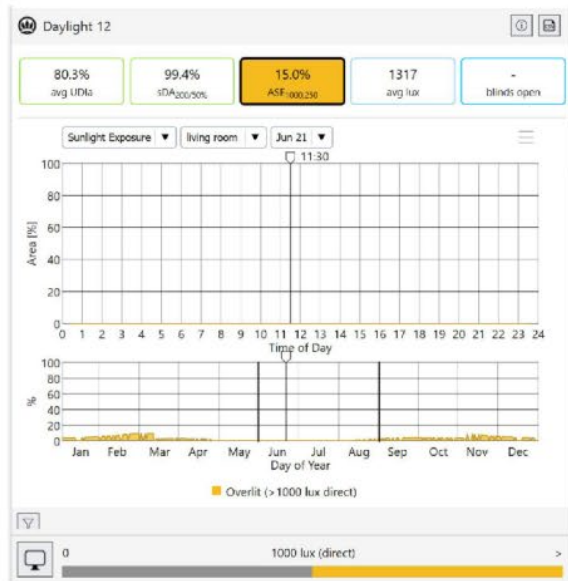 Daylight 12
80.3% 99.4% 15.0% 1317 -
avg UDIa sDA200/50% ASE1000,250 avg lux blinds open
Sunlight Exposure living room Jun 21
11:30
100
80
60
40
20
0
Area [%]
0 1 2 3 4 5 6 7 8 9 10 11 12 13 14 15 16 17 18 19 20 21 22 23 24
Time of Day
100
80
60
40
20
0
%
Jan Feb Mar Apr May Jun Jul Aug Sep Oct Nov Dec
Day of Year
Overlit (>1000 lux direct)
0 1000 lux (direct) >